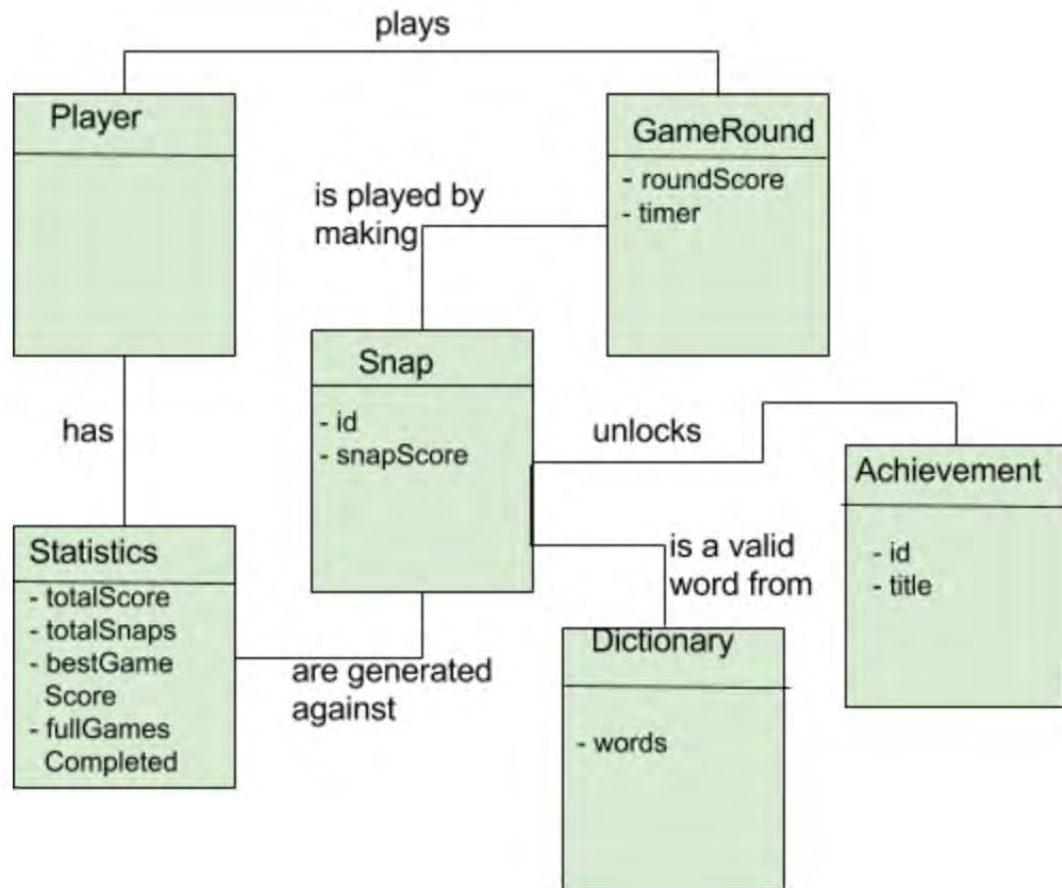 plays
Player
GameRound
- roundScore
- timer
is played by
making
Snap
- id
- snapScore
has
unlocks
Achievement
- id
- title
Statistics
- totalScore
- totalSnaps
- bestGame
Score
- fullGames
Completed
are generated
against
is a valid
word from
Dictionary
- words